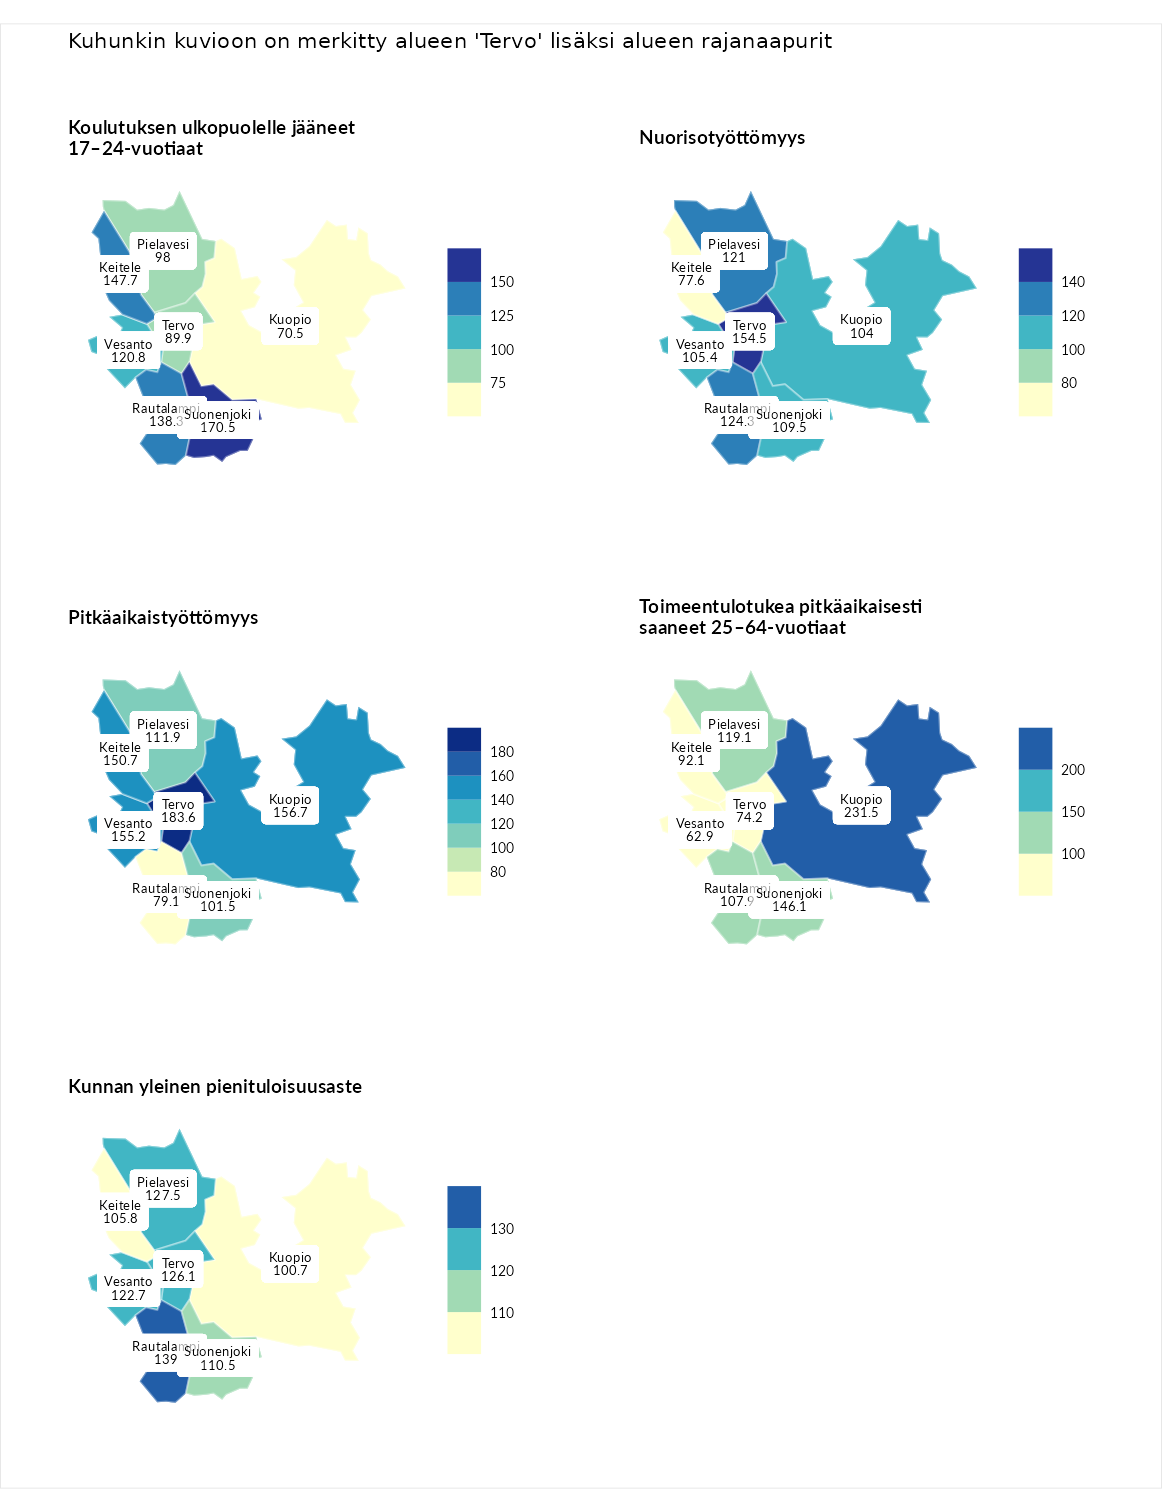 Kuhunkin kuvioon on merkitty alueen 'Tervo' lisäksi alueen rajanaapurit
Koulutuksen ulkopuolelle jääneet
17–24-vuotiaat
Pielavesi
98
Keitele
147.7
Tervo
89.9
Vesanto
120.8
Kuopio
70.5
Rautalampi
138.3
Suonenjoki
170.5
150
125
100
75
Nuorisotyöttömyys
Pielavesi
121
Keitele
77.6
Tervo
154.5
Vesanto
105.4
Kuopio
104
Rautalampi
124.3
Suonenjoki
109.5
140
120
100
80
Pitkäaikaistyöttömyys
Pielavesi
111.9
Keitele
150.7
Tervo
183.6
Vesanto
155.2
Kuopio
156.7
Rautalampi
79.1
Suonenjoki
101.5
180
160
140
120
100
80
Toimeentulotukea pitkäaikaisesti
saaneet 25–64-vuotiaat
Pielavesi
119.1
Keitele
92.1
Tervo
74.2
Vesanto
62.9
Kuopio
231.5
Rautalampi
107.9
Suonenjoki
146.1
200
150
100
Kunnan yleinen pienituloisuusaste
Pielavesi
127.5
Keitele
105.8
Tervo
126.1
Vesanto
122.7
Kuopio
100.7
Rautalampi
139
Suonenjoki
110.5
130
120
110